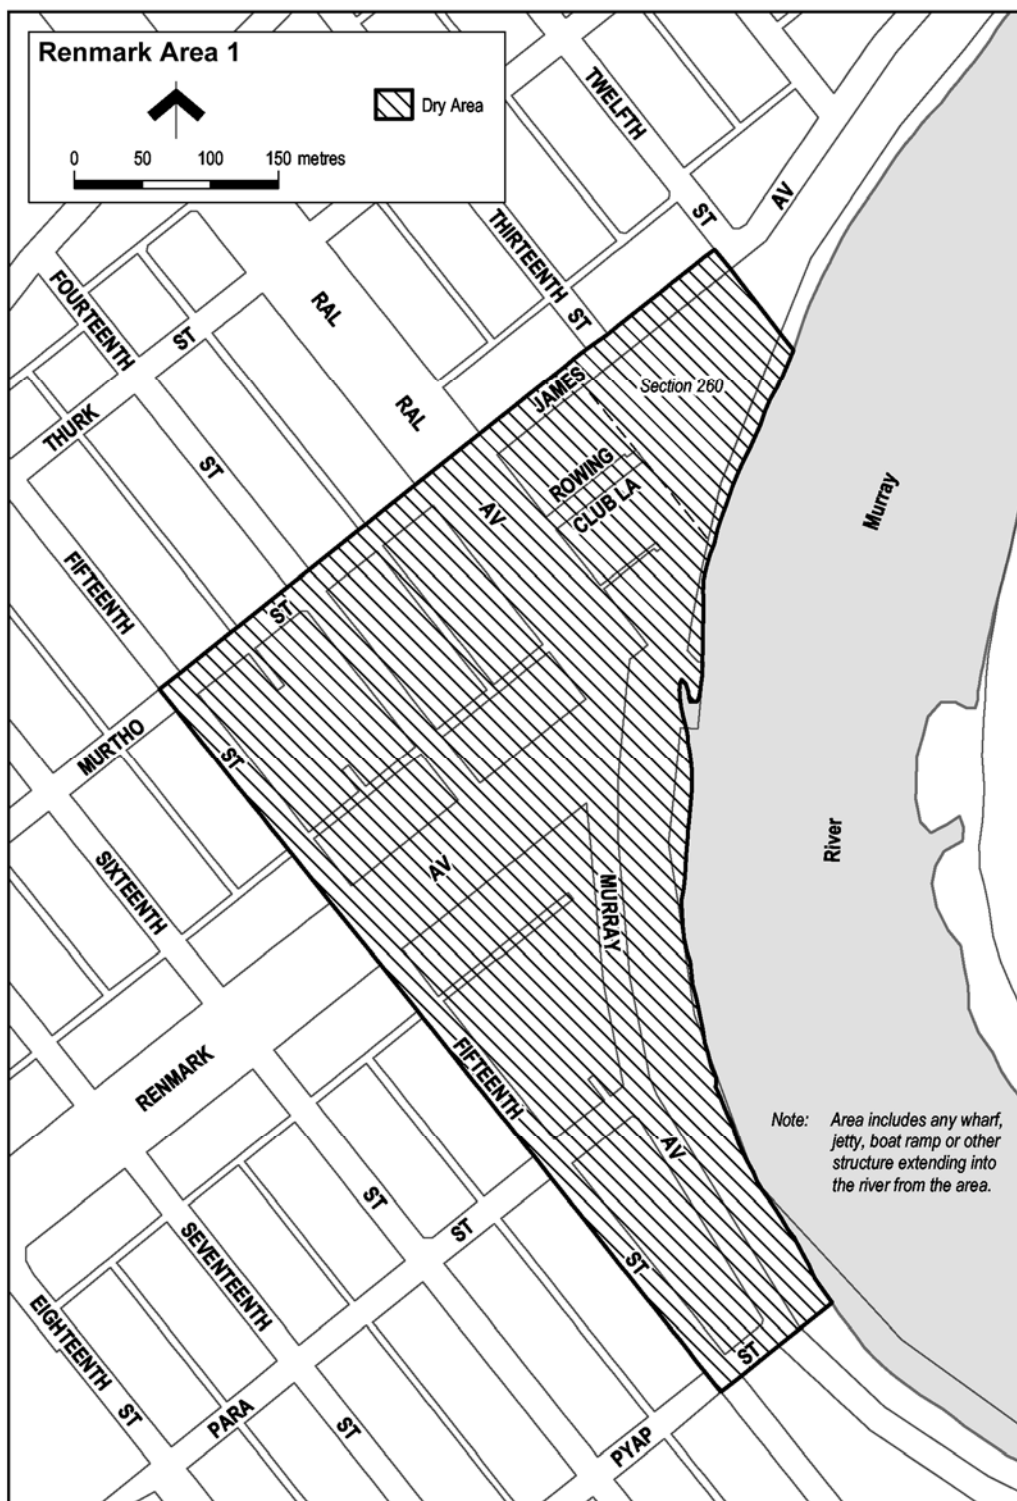 Renmark Area 1
Dry Area
0 50 100 150 metres
TWELFTH
ST
AV
THIRTEENTH
ST
FOURTEENTH
ST
RAL
RAL
THURK
ST
JAMES
Section 260
ROWING
CLUB LA
AV
Murray
FIFTEENTH
ST
MURTHO
ST
SIXTEENTH
AV
MURRAY
River
RENMARK
FIFTEENTH
Note: Area includes any wharf,
jetty, boat ramp or other
structure extending into
the river from the area.
AV
ST
ST
SEVENTEENTH
ST
EIGHTEENTH
ST
PARA
ST
ST
PYAP